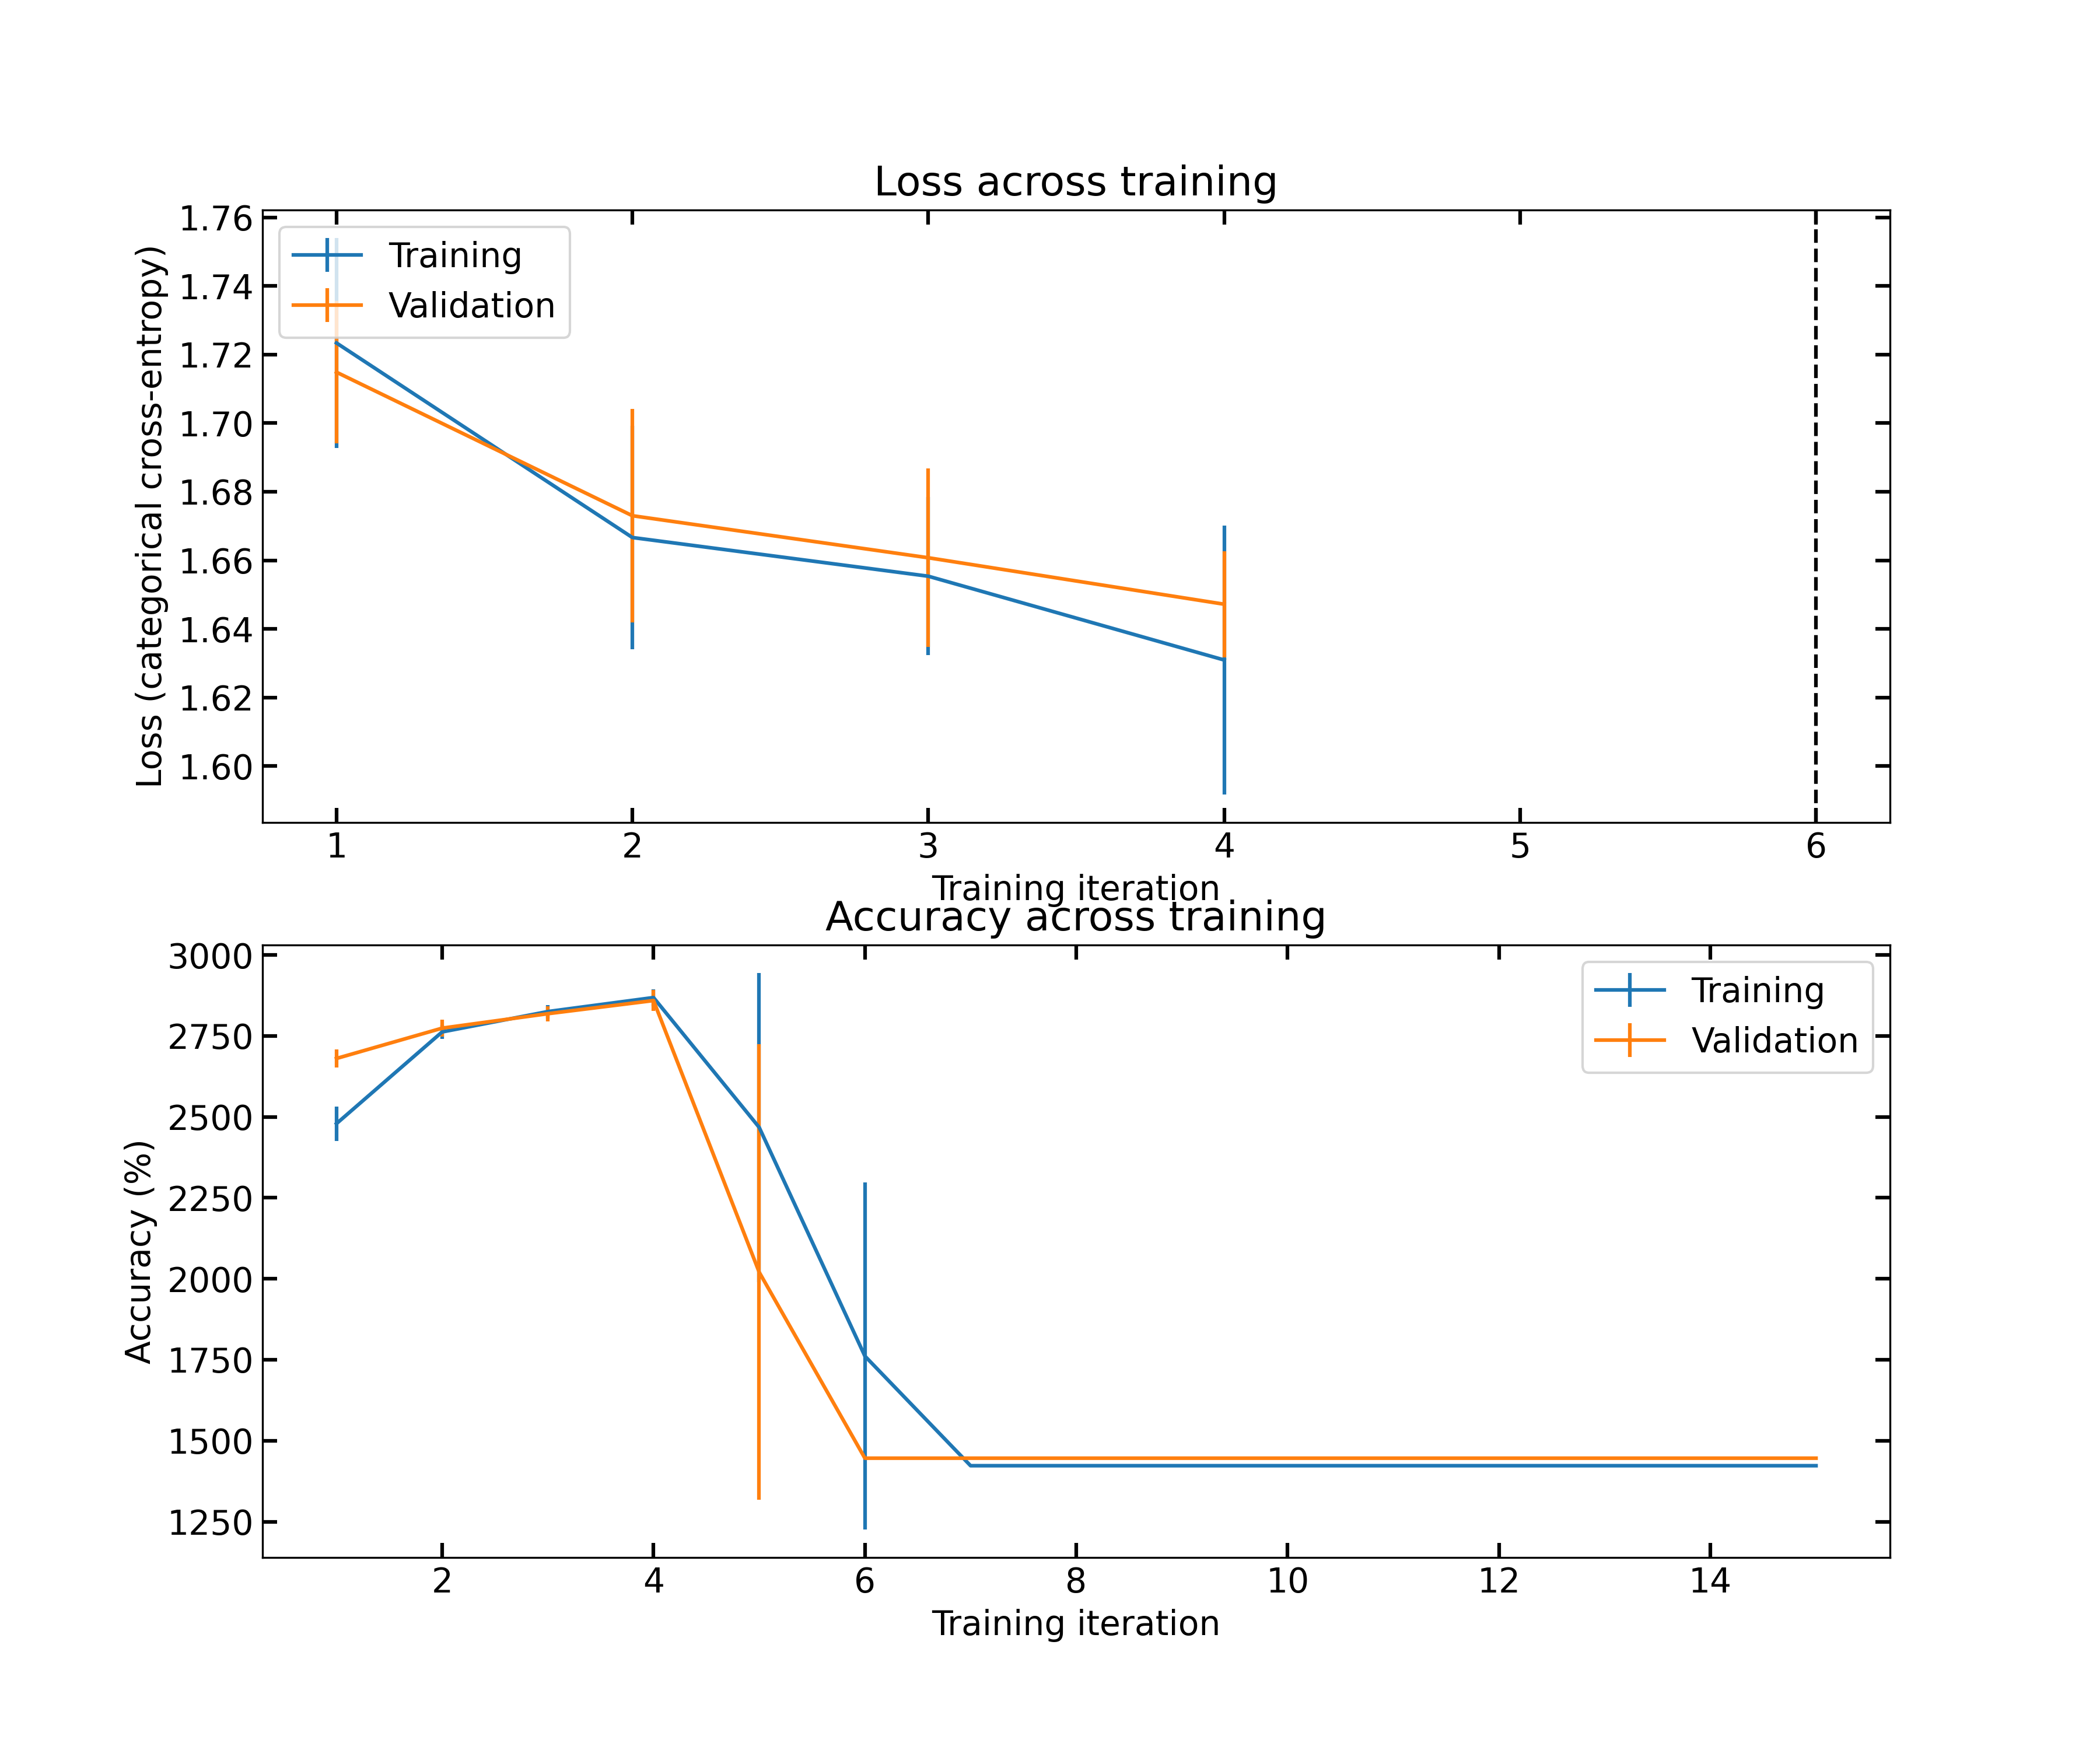 Loss across training
Loss (categorical cross-entropy)
1.76
1.74
1.72
1.70
1.68
1.66
1.64
1.62
1.60
Training
Validation
1 2 3 4 5 6
Training iteration
Accuracy across training
Accuracy (%)
3000
2750
2500
2250
2000
1750
1500
1250
Training
Validation
2 4 6 8 10 12 14
Training iteration